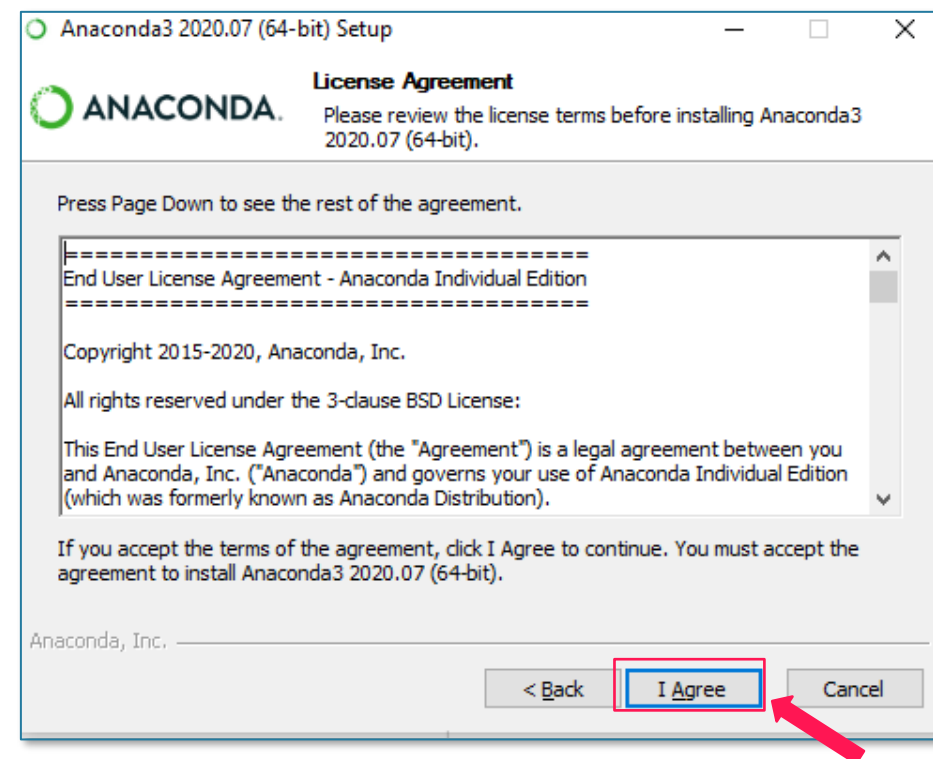 Anaconda3 2020.07 (64-bit) Setup
ANACONDA.
License Agreement
Please review the license terms before installing Anaconda3
2020.07 (64-bit).
Press Page Down to see the rest of the agreement.
===================================
End User License Agreement - Anaconda Individual Edition
===================================
Copyright 2015-2020, Anaconda, Inc.
All rights reserved under the 3-clause BSD License:
This End User License Agreement (the "Agreement") is a legal agreement between you
and Anaconda, Inc. ("Anaconda") and governs your use of Anaconda Individual Edition
(which was formerly known as Anaconda Distribution).
If you accept the terms of the agreement, click I Agree to continue. You must accept the
agreement to install Anaconda3 2020.07 (64-bit).
Anaconda, Inc.
< Back
I Agree
Cancel